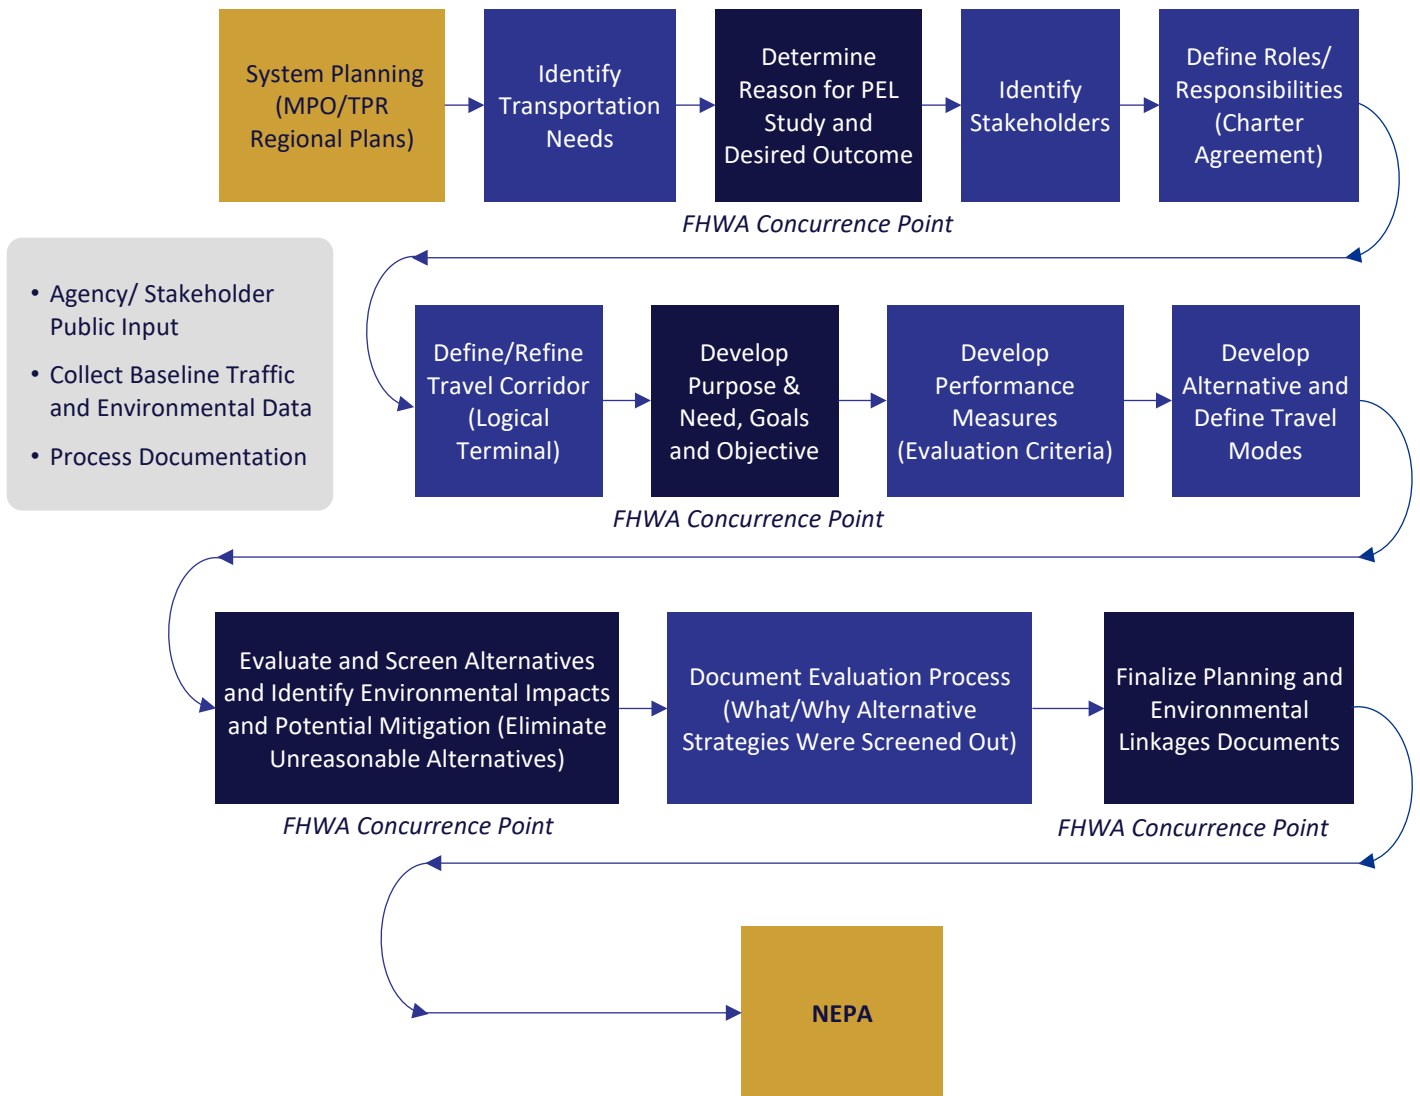 System Planning
(MPO/TPR
Regional Plans)
Identify
Transportation
Needs
Determine
Reason for PEL
Study and
Desired Outcome
Identify
Stakeholders
Define Roles/
Responsibilities
(Charter
Agreement)
FHWA Concurrence Point
• Agency/ Stakeholder
Public Input
• Collect Baseline Traffic
and Environmental Data
• Process Documentation
Define/Refine
Travel Corridor
(Logical
Terminal)
Develop
Purpose &
Need, Goals
and Objective
Develop
Performance
Measures
(Evaluation Criteria)
Develop
Alternative and
Define Travel
Modes
FHWA Concurrence Point
Evaluate and Screen Alternatives
and Identify Environmental Impacts
and Potential Mitigation (Eliminate
Unreasonable Alternatives)
Document Evaluation Process
(What/Why Alternative
Strategies Were Screened Out)
Finalize Planning and
Environmental
Linkages Documents
FHWA Concurrence Point
FHWA Concurrence Point
NEPA